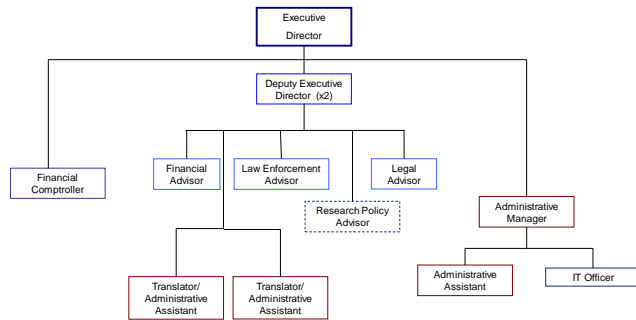 Executive
Director
Deputy Executive
Director (x2)
Financial
Comptroller
Financial
Advisor
Law Enforcement
Advisor
Legal
Advisor
Research Policy
Advisor
Administrative
Manager
Translator/
Administrative
Assistant
Translator/
Administrative
Assistant
Administrative
Assistant
IT Officer